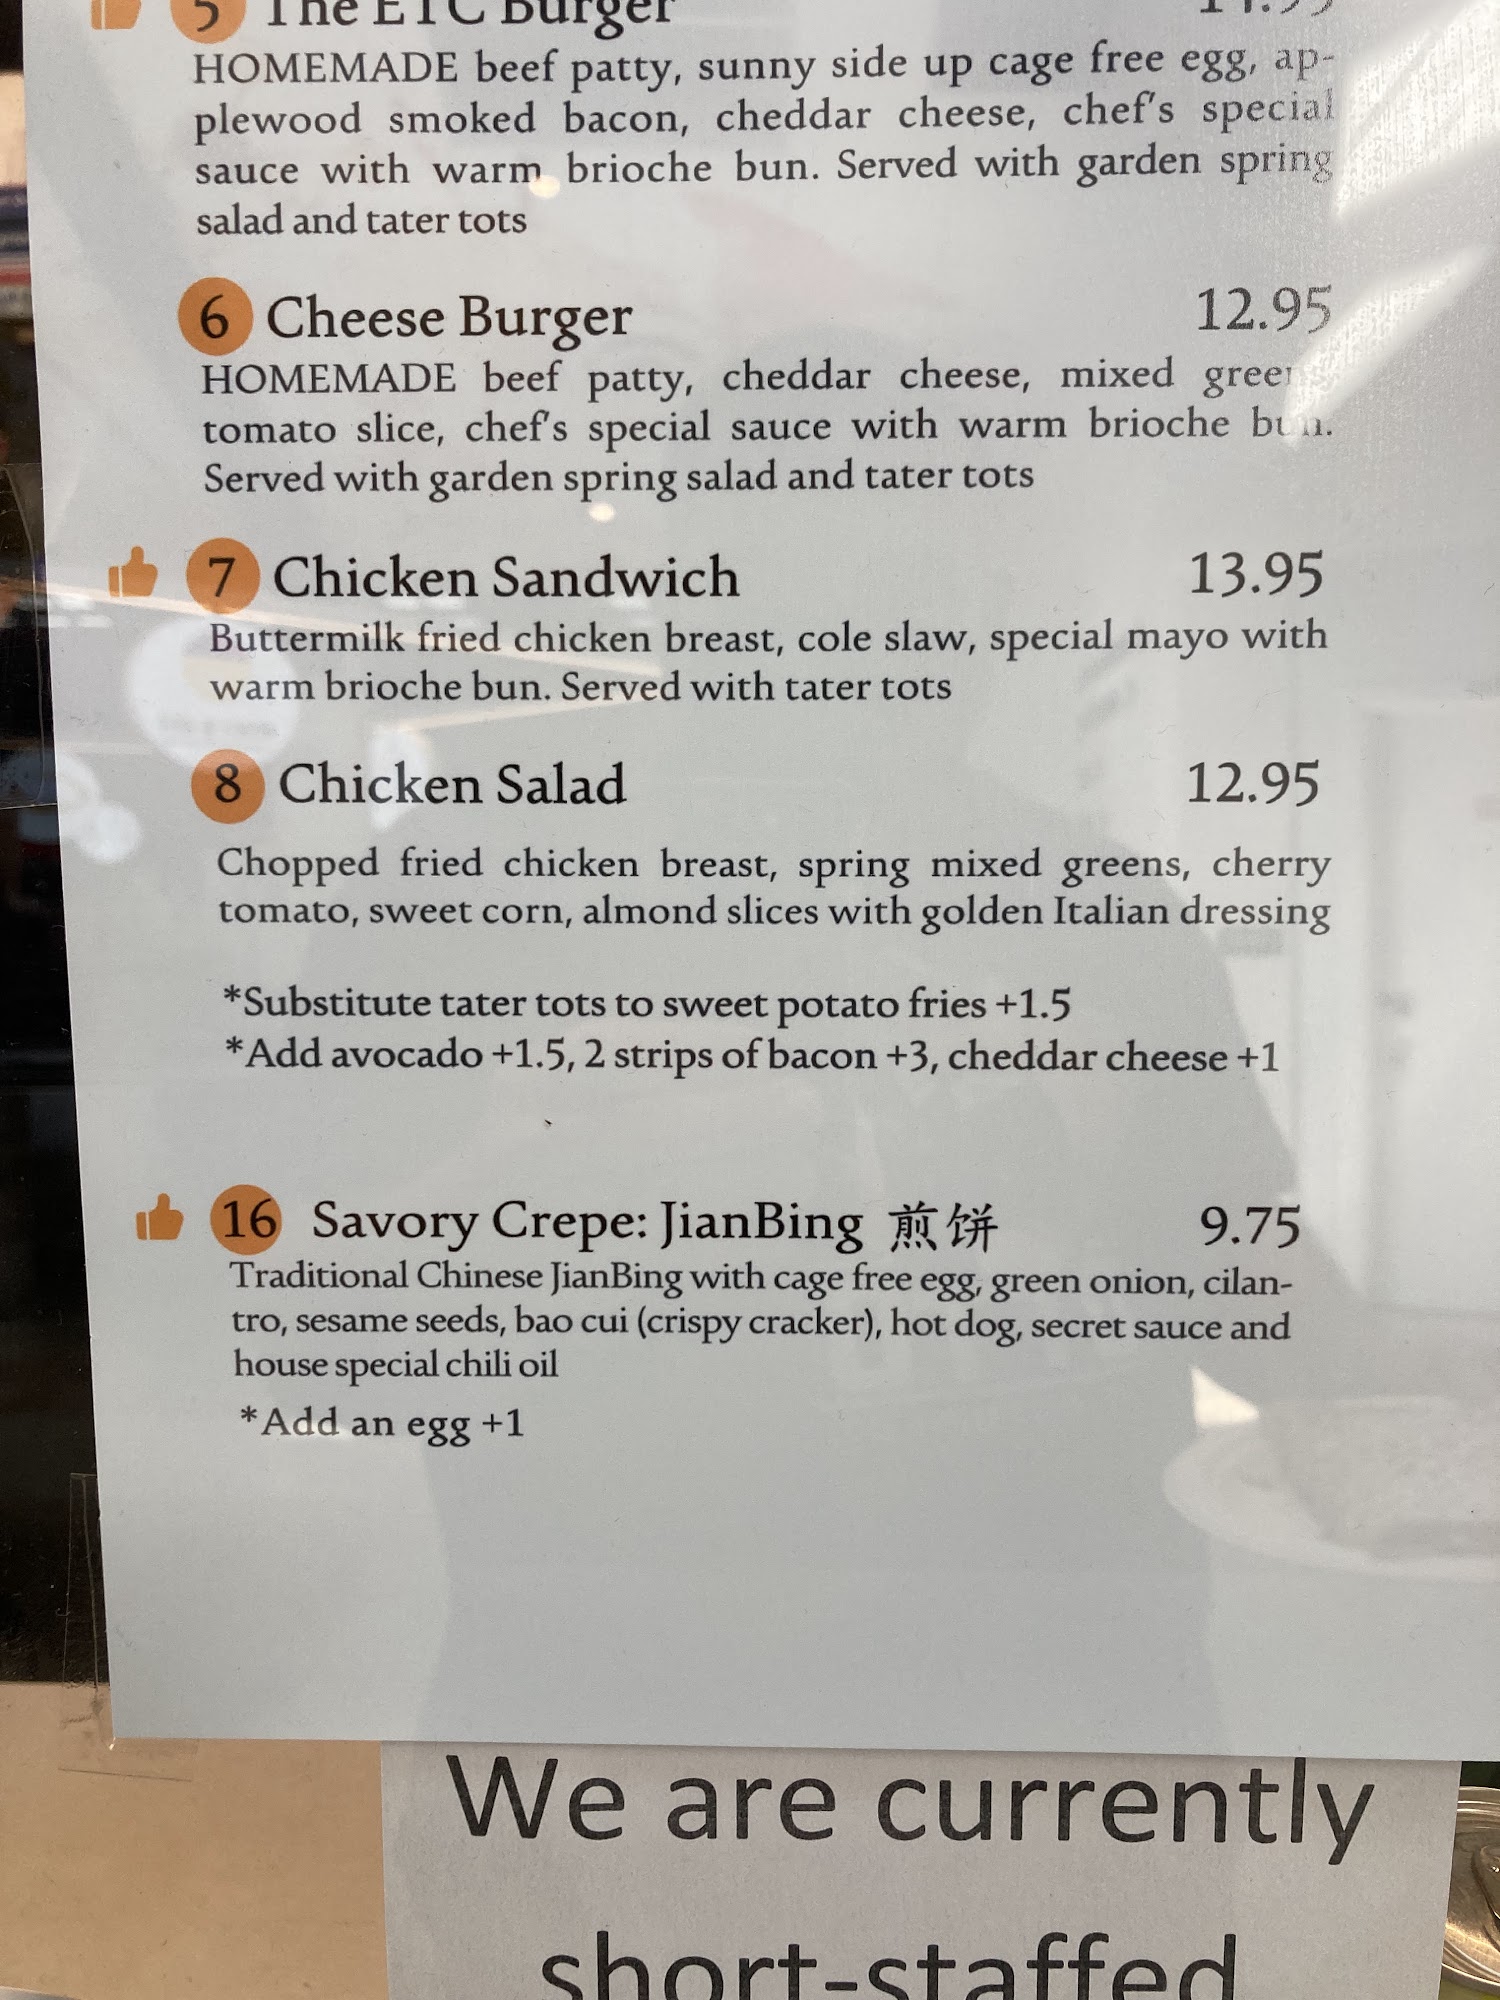 5 The ETC Burger
HOMEMADE beef patty, sunny side up cage free egg, ap-
plewood smoked bacon, cheddar cheese, chef's special
sauce with warm brioche bun. Served with garden spring
salad and tater tots
6 Cheese Burger 12.95
HOMEMADE beef patty, cheddar cheese, mixed
tomato slice, chef's special sauce with warm brioche bun.
Served with garden spring salad and tater tots
7 Chicken Sandwich 13.95
Buttermilk fried chicken breast, cole slaw, special mayo with
warm brioche bun. Served with tater tots
8 Chicken Salad 12.95
Chopped fried chicken breast, spring mixed greens, cherry
tomato, sweet corn, almond slices with golden Italian dressing
*Substitute tater tots to sweet potato fries +1.5
*Add avocado +1.5, 2 strips of bacon +3, cheddar cheese +1
16 Savory Crepe: JianBing 煎饼 9.75
Traditional Chinese JianBing with cage free egg, green onion, cilan-
tro, sesame seeds, bao cui (crispy cracker), hot dog, secret sauce and
house special chili oil
*Add an egg +1
We are currently
short-staffed